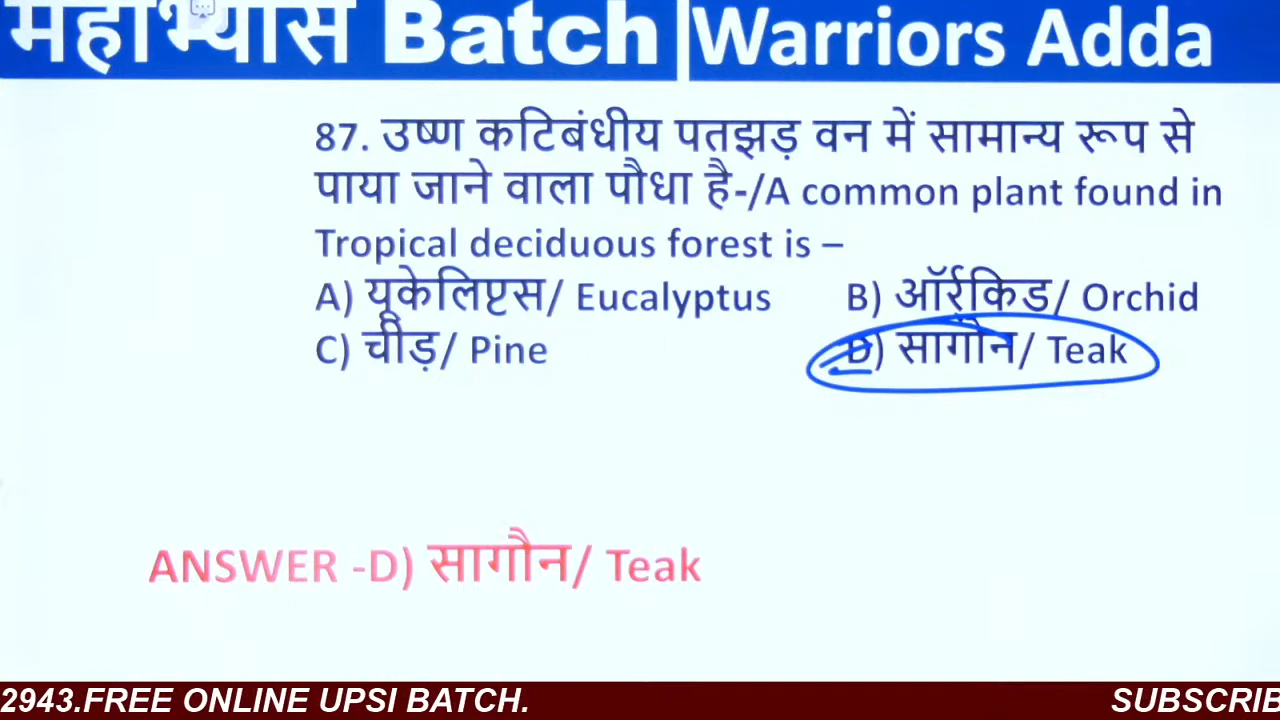 महाभ्यास Batch Warriors Adda
87. उष्ण कटिबंधीय पतझड़ वन में सामान्य रूप से
पाया जाने वाला पौधा है-/A common plant found in
Tropical deciduous forest is –
A) यूकेलिप्टस/ Eucalyptus B) ऑर्रकिड/ Orchid
C) चीड़/ Pine D) सागौन/ Teak
ANSWER -D) सागौन/ Teak
2943.FREE ONLINE UPSI BATCH. SUBSCRIB